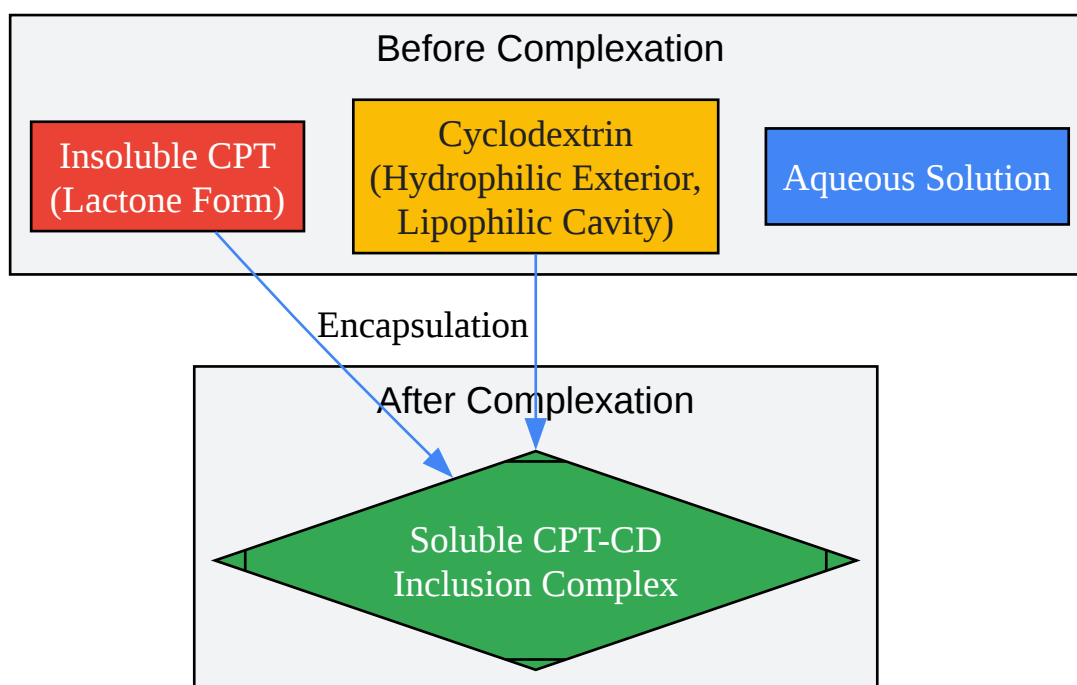 Before Complexation
Insoluble CPT
(Lactone Form)
Cyclodextrin
(Hydrophilic Exterior,
Lipophilic Cavity)
Aqueous Solution
Encapsulation
After Complexation
Soluble CPT-CD
Inclusion Complex